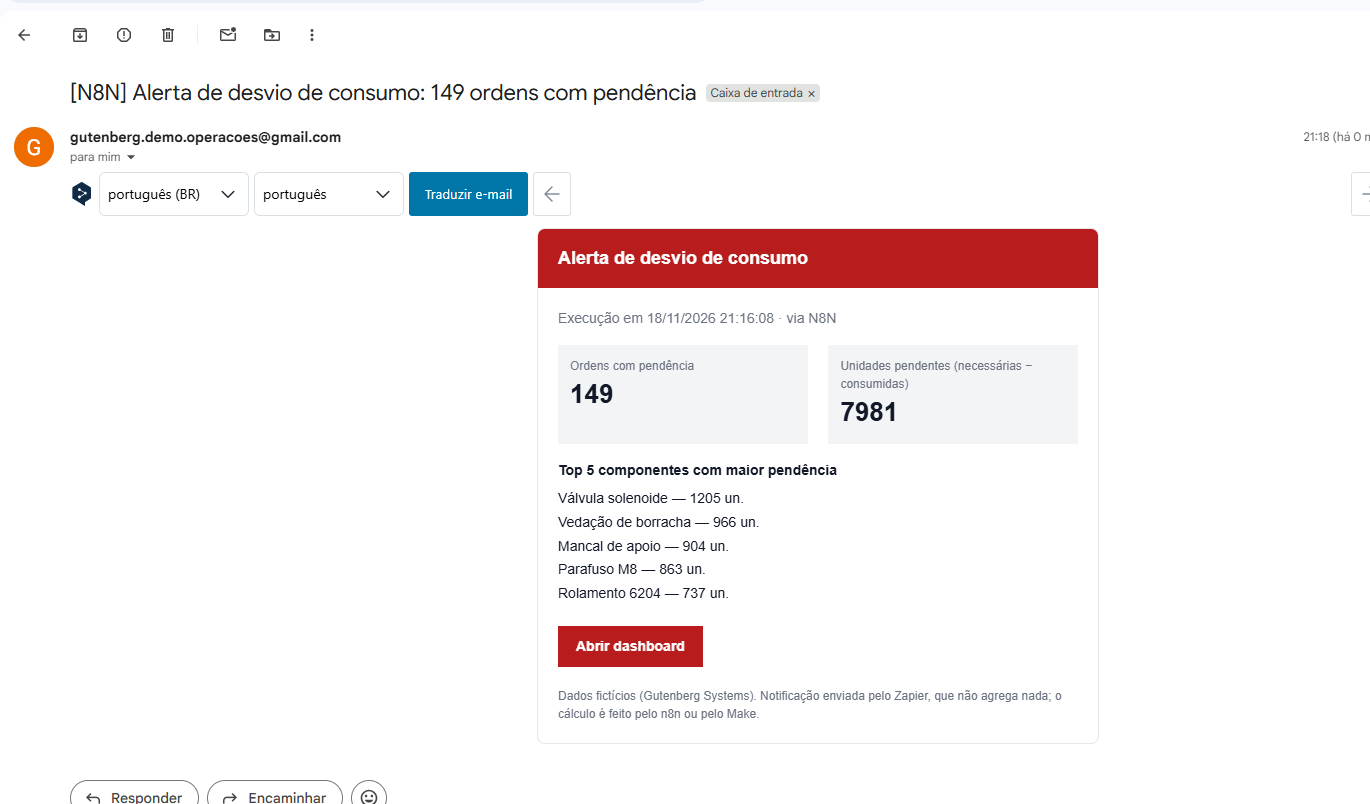 [N8N] Alerta de desvio de consumo: 149 ordens com pendência
Caixa de entrada ×
G
gutenberg.demo.operacoes@gmail.com
21:18 (há 0 
para mim
português (BR)
português
Traduzir e-mail
Alerta de desvio de consumo
Execução em 18/11/2026 21:16:08 · via N8N
Ordens com pendência
149
Unidades pendentes (necessárias −
consumidas)
7981
Top 5 componentes com maior pendência
Válvula solenoide — 1205 un.
Vedação de borracha — 966 un.
Mancal de apoio — 904 un.
Parafuso M8 — 863 un.
Rolamento 6204 — 737 un.
Abrir dashboard
Dados fictícios (Gutenberg Systems). Notificação enviada pelo Zapier, que não agrega nada; o
cálculo é feito pelo n8n ou pelo Make.
Responder
Encaminhar